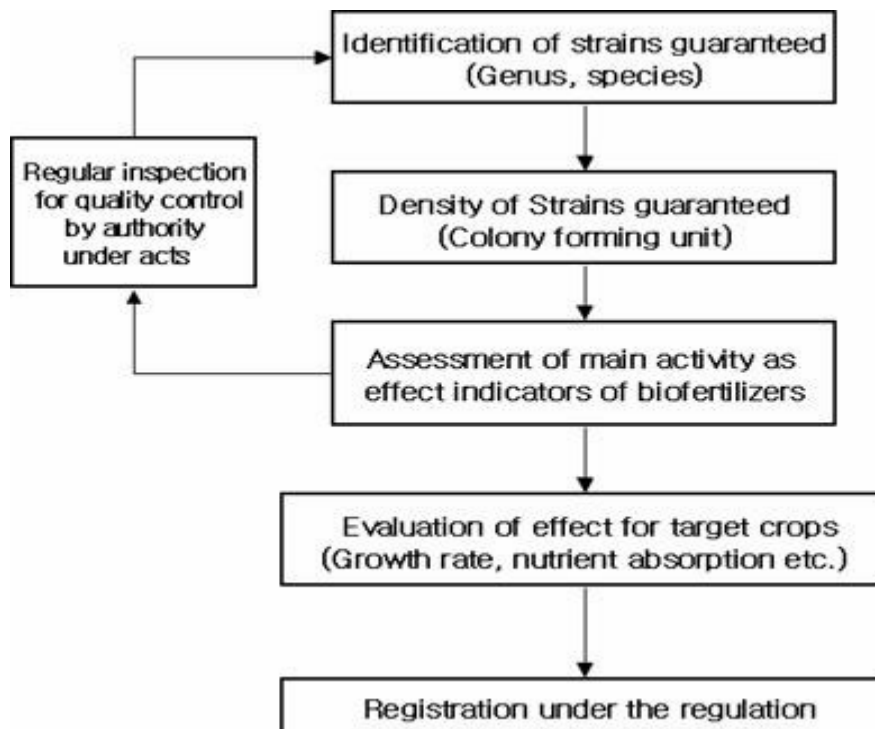 Identification of strains guaranteed
(Genus, species)
Regular inspection
for quality control
by authority
under acts
Density of Strains guaranteed
(Colony forming unit)
Assessment of main activity as
effect indicators of biofertilizers
Evaluation of effect for target crops
(Growth rate, nutrient absorption etc.)
Registration under the regulation